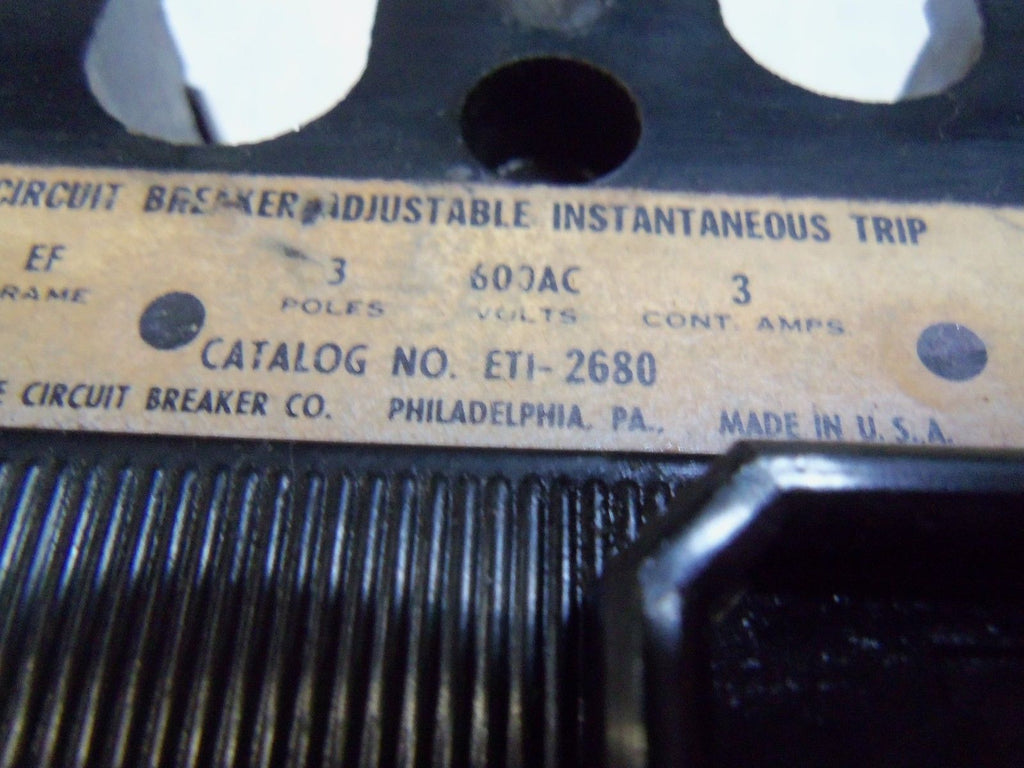 CIRCUIT BREAKER ADJUSTABLE INSTANTANEOUS TRIP
EF 3 600AC 3
RAME POLES VOLTS CONT. AMPS.
CATALOG NO. ETI-2680
E CIRCUIT BREAKER CO. PHILADELPHIA, PA., MADE IN U.S.A.